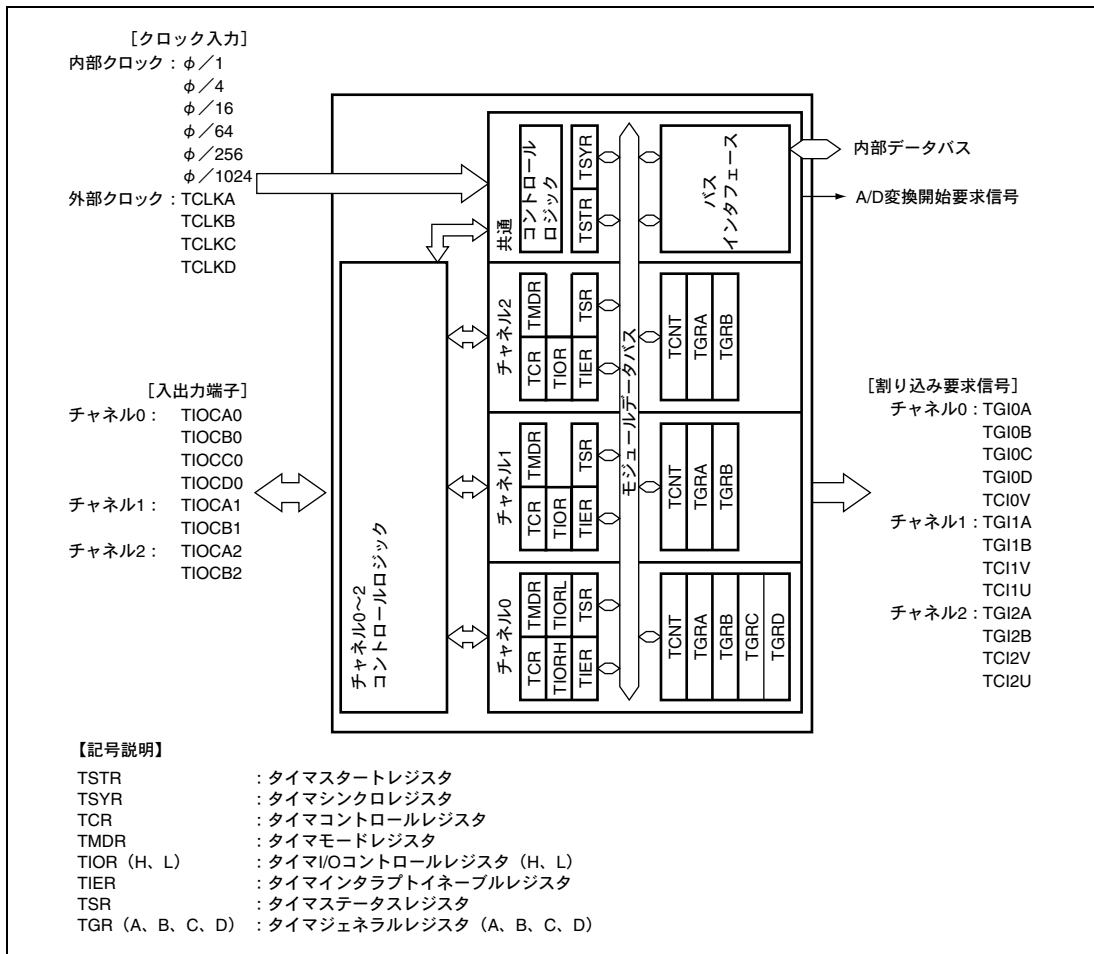 [クロック入力]
内部クロック：φ／1
φ／4
φ／16
φ／64
φ／256
φ／1024
外部クロック：TCLKA
TCLKB
TCLKC
TCLKD
[入出力端子]
チャネル0： TIOCA0
TIOCB0
TIOCC0
TIOCD0
チャネル1： TIOCA1
TIOCB1
チャネル2： TIOCA2
TIOCB2
チャネル0～2
コントロールロジック
共通
コントロール
ロジック
TSTR
TSYR
バス
インタフェース
チャネル2
TCR
TMDR
TIOR
TIER
TSR
TCNT
TGRA
TGRB
チャネル1
TCR
TMDR
TIOR
TIER
TSR
TCNT
TGRA
TGRB
チャネル0
TCR
TMDR
TIORH
TIORL
TIER
TSR
TCNT
TGRA
TGRB
TGRC
TGRD
モジュールデータバス
内部データバス
A/D変換開始要求信号
[割り込み要求信号]
チャネル0：TGI0A
TGI0B
TGI0C
TGI0D
TCI0V
チャネル1：TGI1A
TGI1B
TCI1V
TCI1U
チャネル2：TGI2A
TGI2B
TCI2V
TCI2U
【記号説明】
TSTR ：タイマスタートレジスタ
TSYR ：タイマシンクロレジスタ
TCR ：タイマコントロールレジスタ
TMDR ：タイマモードレジスタ
TIOR（H、L） ：タイマI/Oコントロールレジスタ（H、L）
TIER ：タイマインタラプトイネーブルレジスタ
TSR ：タイマステータスレジスタ
TGR（A、B、C、D） ：タイマジェネラルレジスタ（A、B、C、D）